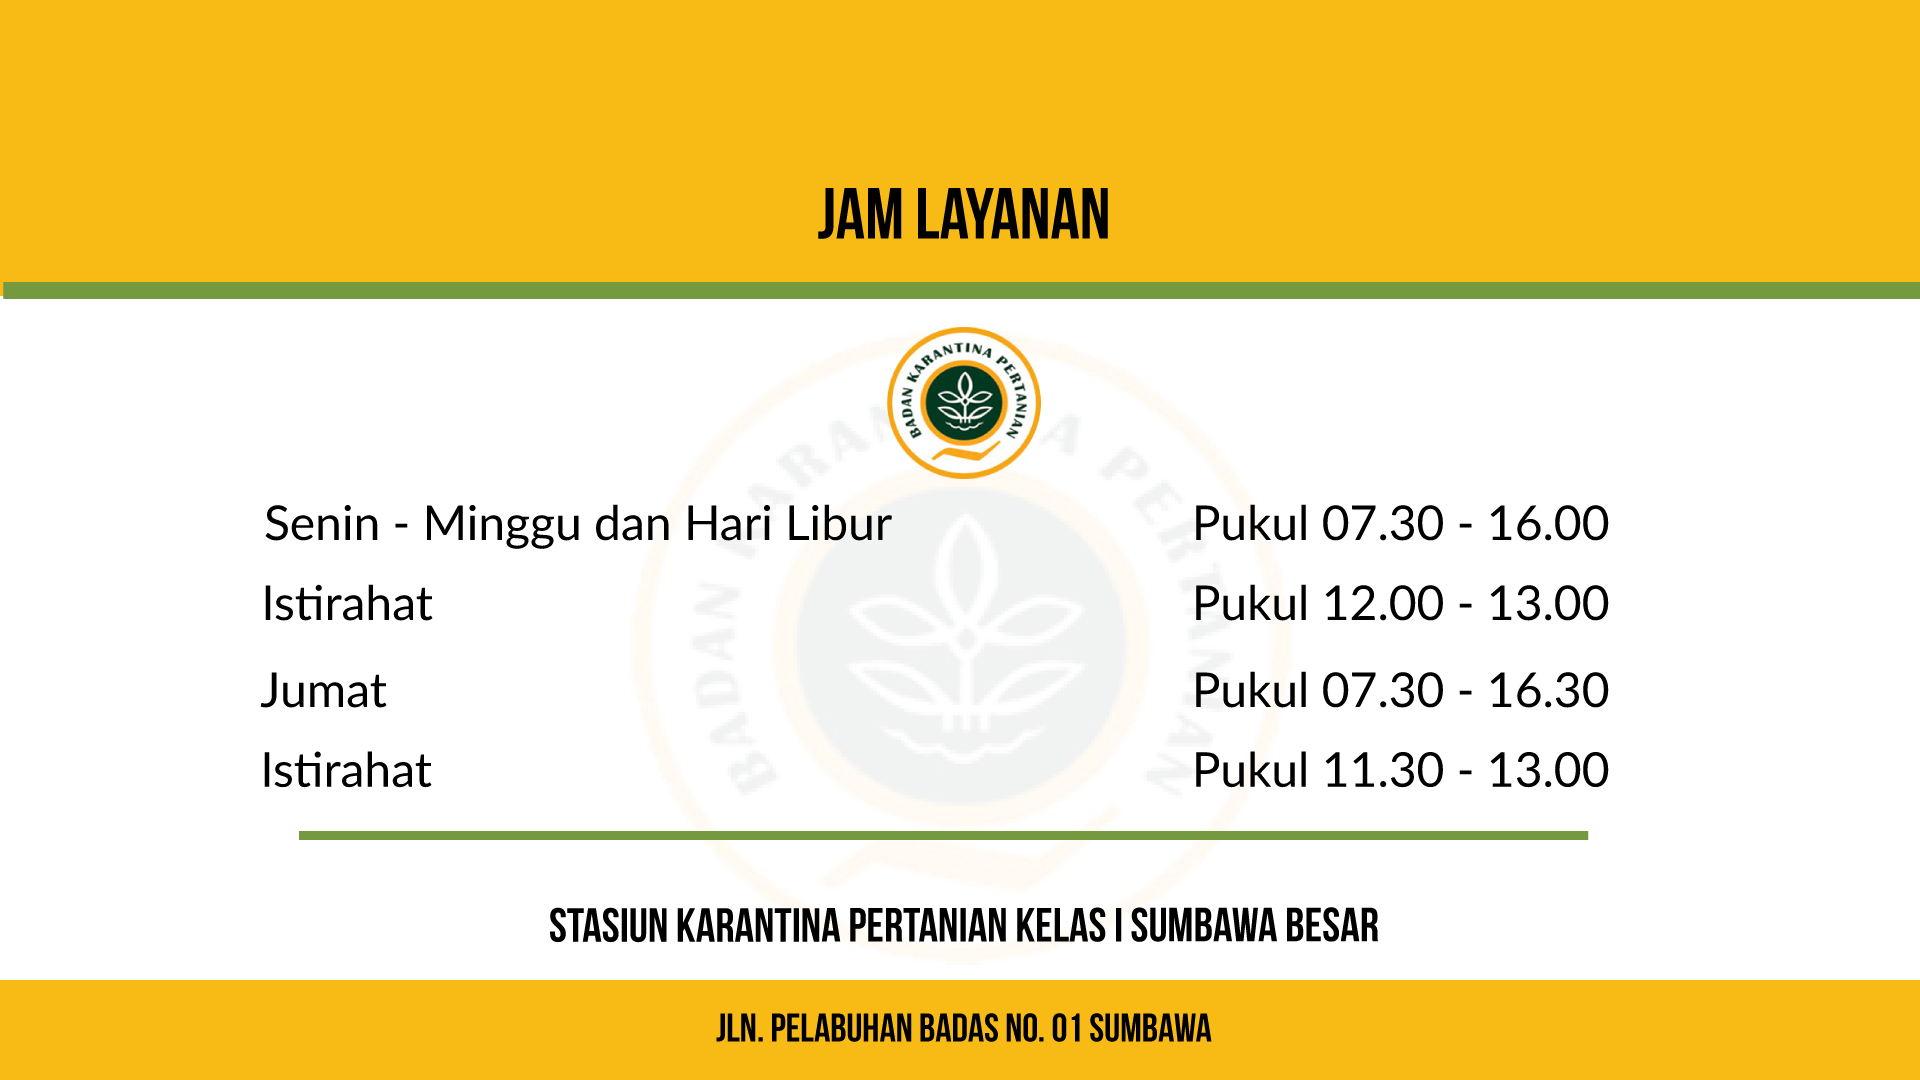 JAM LAYANAN
BADAN KARANTINA PERTANIAN
Senin - Minggu dan Hari Libur Pukul 07.30 - 16.00
Istirahat Pukul 12.00 - 13.00
Jumat Pukul 07.30 - 16.30
Istirahat Pukul 11.30 - 13.00
STASIUN KARANTINA PERTANIAN KELAS I SUMBAWA BESAR
JLN. PELABUHAN BADAS NO. 01 SUMBAWA